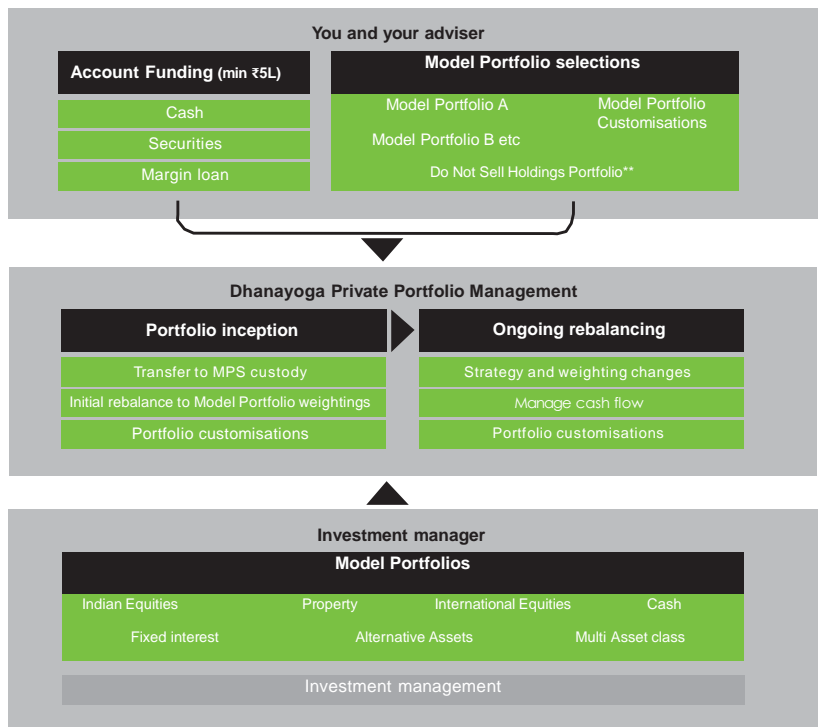 You and your adviser
Account Funding (min ₹5L)
Cash
Securities
Margin loan
Model Portfolio selections
Model Portfolio A
Model Portfolio B etc
Model Portfolio
Customisations
Do Not Sell Holdings Portfolio**
Dhanayoga Private Portfolio Management
Portfolio inception
Transfer to MPS custody
Initial rebalance to Model Portfolio weightings
Portfolio customisations
Ongoing rebalancing
Strategy and weighting changes
Manage cash flow
Portfolio customisations
Investment manager
Model Portfolios
Indian Equities Property International Equities Cash
Fixed interest Alternative Assets Multi Asset class
Investment management